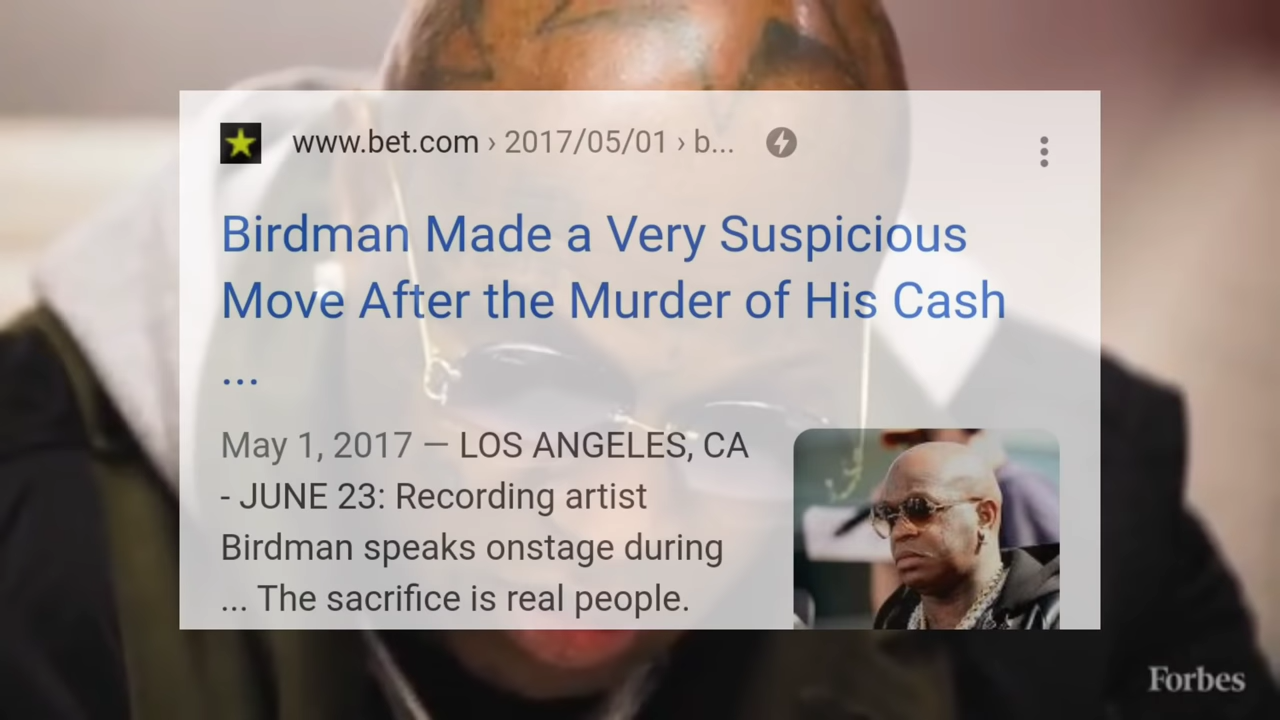 www.bet.com › 2017/05/01 › b...
Birdman Made a Very Suspicious
Move After the Murder of His Cash
...
May 1, 2017 — LOS ANGELES, CA
- JUNE 23: Recording artist
Birdman speaks onstage during
... The sacrifice is real people.
Forbes